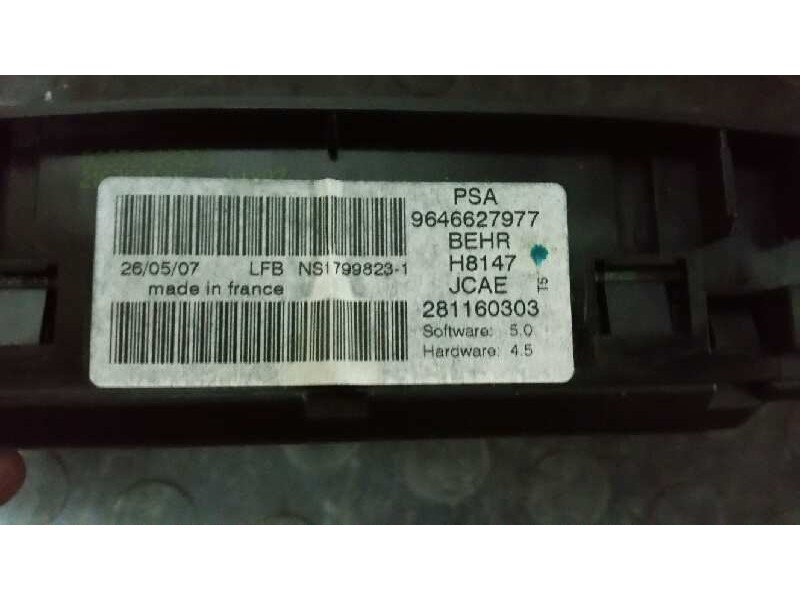 26/05/07 LFB NS1799823-1
made in france
PSA
9646627977
BEHR
H8147
JCAE
281160303
Software: 5.0
Hardware: 4.5
T5